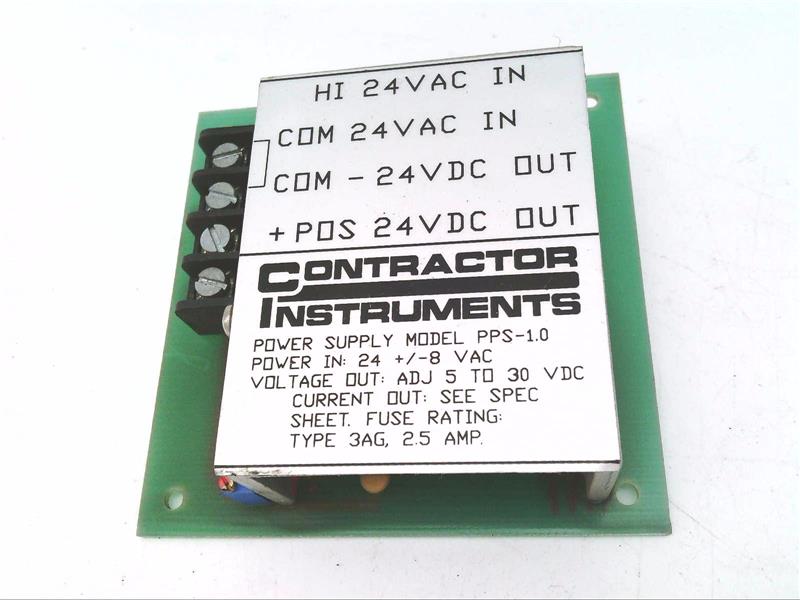 HI 24VAC IN
COM 24VAC IN
COM - 24VDC OUT
+POS 24VDC OUT
CONTRACTOR
INSTRUMENTS
POWER SUPPLY MODEL PPS-1.0
POWER IN: 24 +/-8 VAC
VOLTAGE OUT: ADJ 5 TO 30 VDC
CURRENT OUT: SEE SPEC
SHEET. FUSE RATING:
TYPE 3AG, 2.5 AMP.